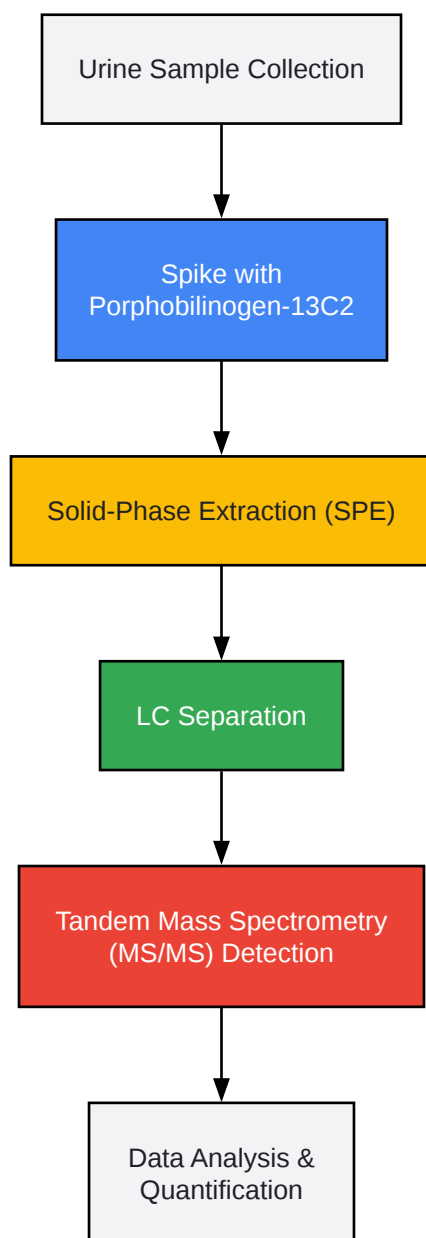 Urine Sample Collection
Spike with
Porphobilinogen-13C2
Solid-Phase Extraction (SPE)
LC Separation
Tandem Mass Spectrometry
(MS/MS) Detection
Data Analysis &
Quantification